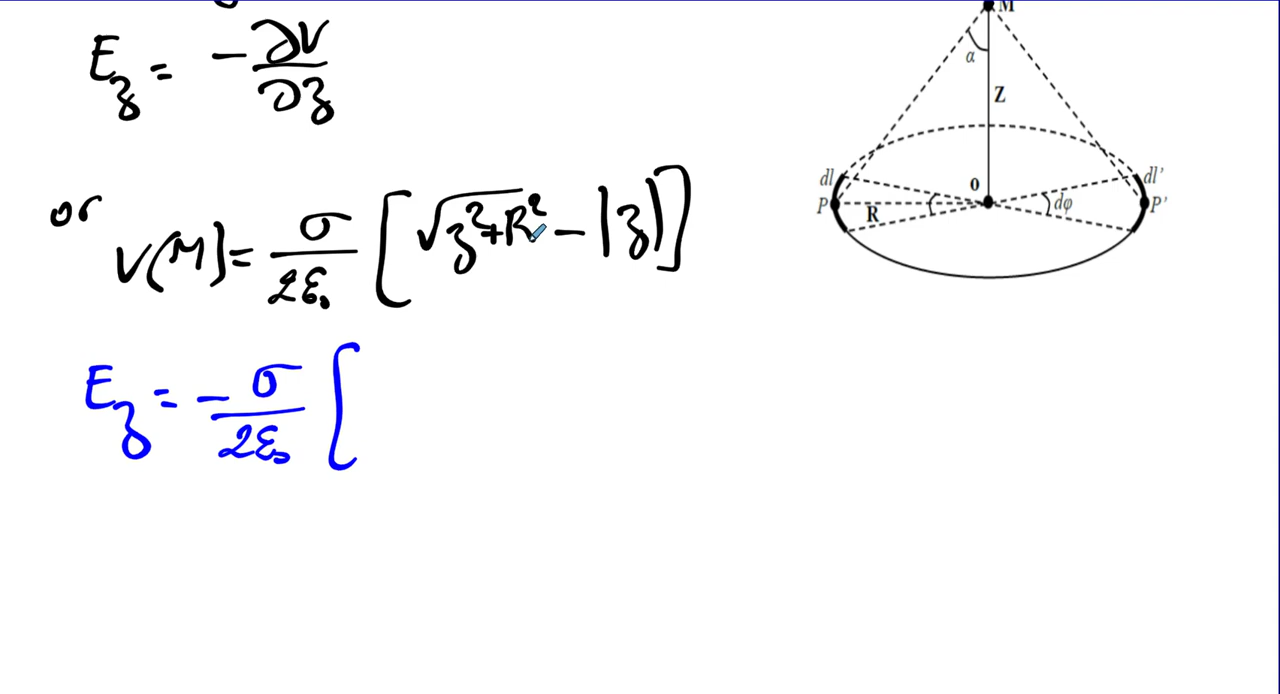 E_z = - ∂V/∂z
or
V(M) = σ/2ε₀ [√z²+R² - |z|]
E_z = - σ/2ε₀ [
M
α
Z
dl
0
dl'
P
R
dφ
P'